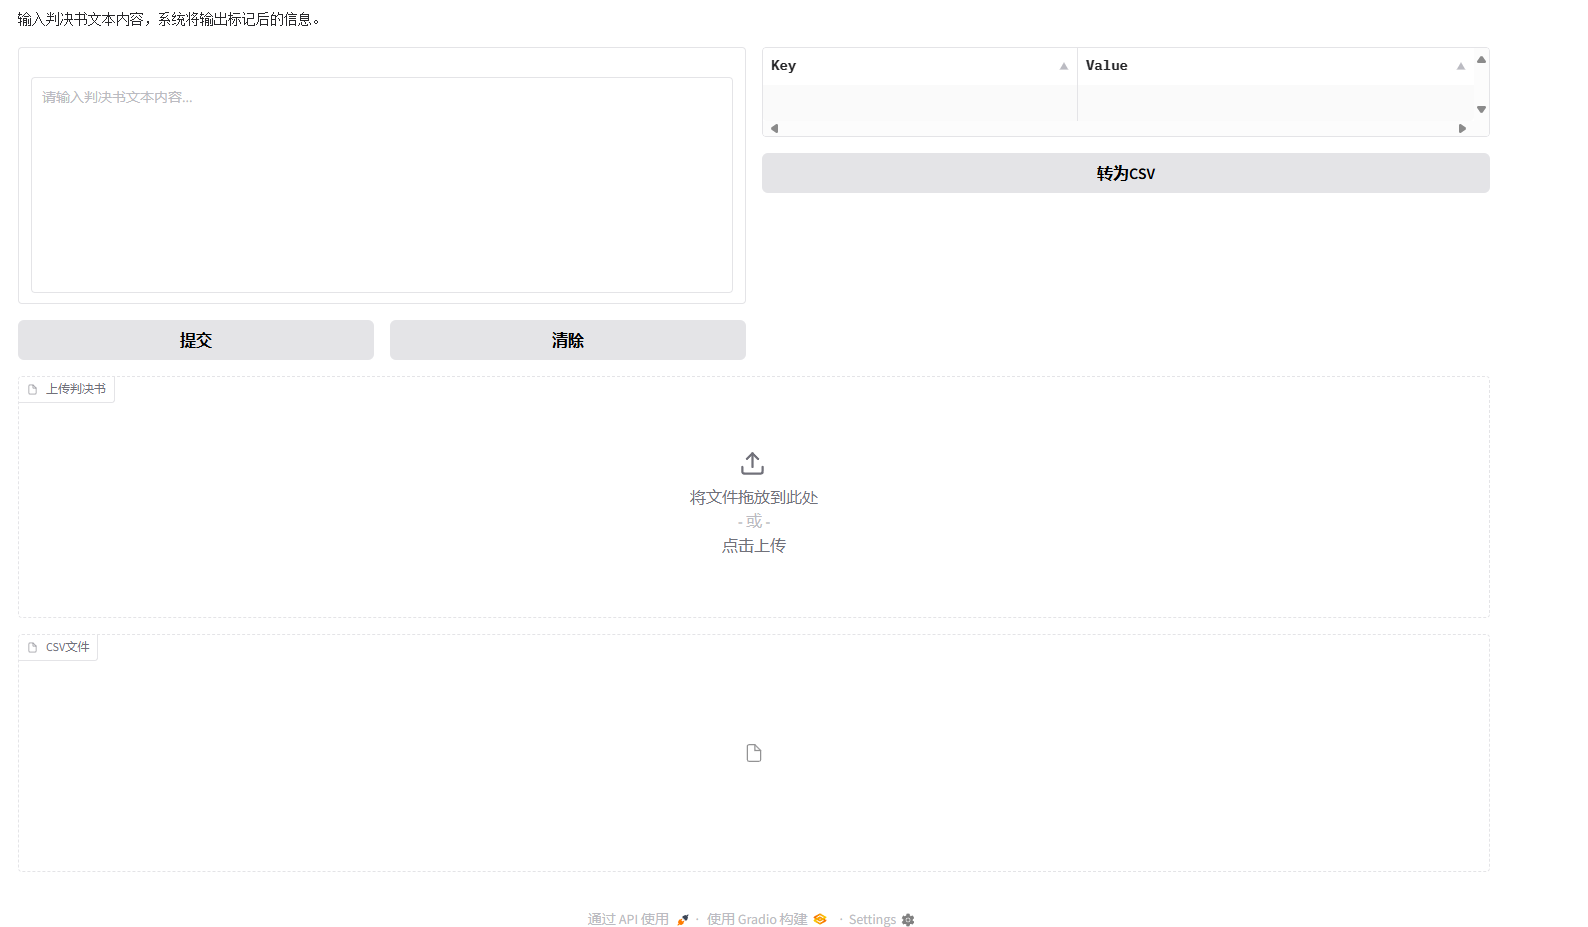 输入判决书文本内容，系统将输出标记后的信息。
请输入判决书文本内容...
提交
清除
Key
Value
转为CSV
上传判决书
将文件拖放到此处
- 或 -
点击上传
CSV文件
通过 API 使用 · 使用 Gradio 构建 · Settings